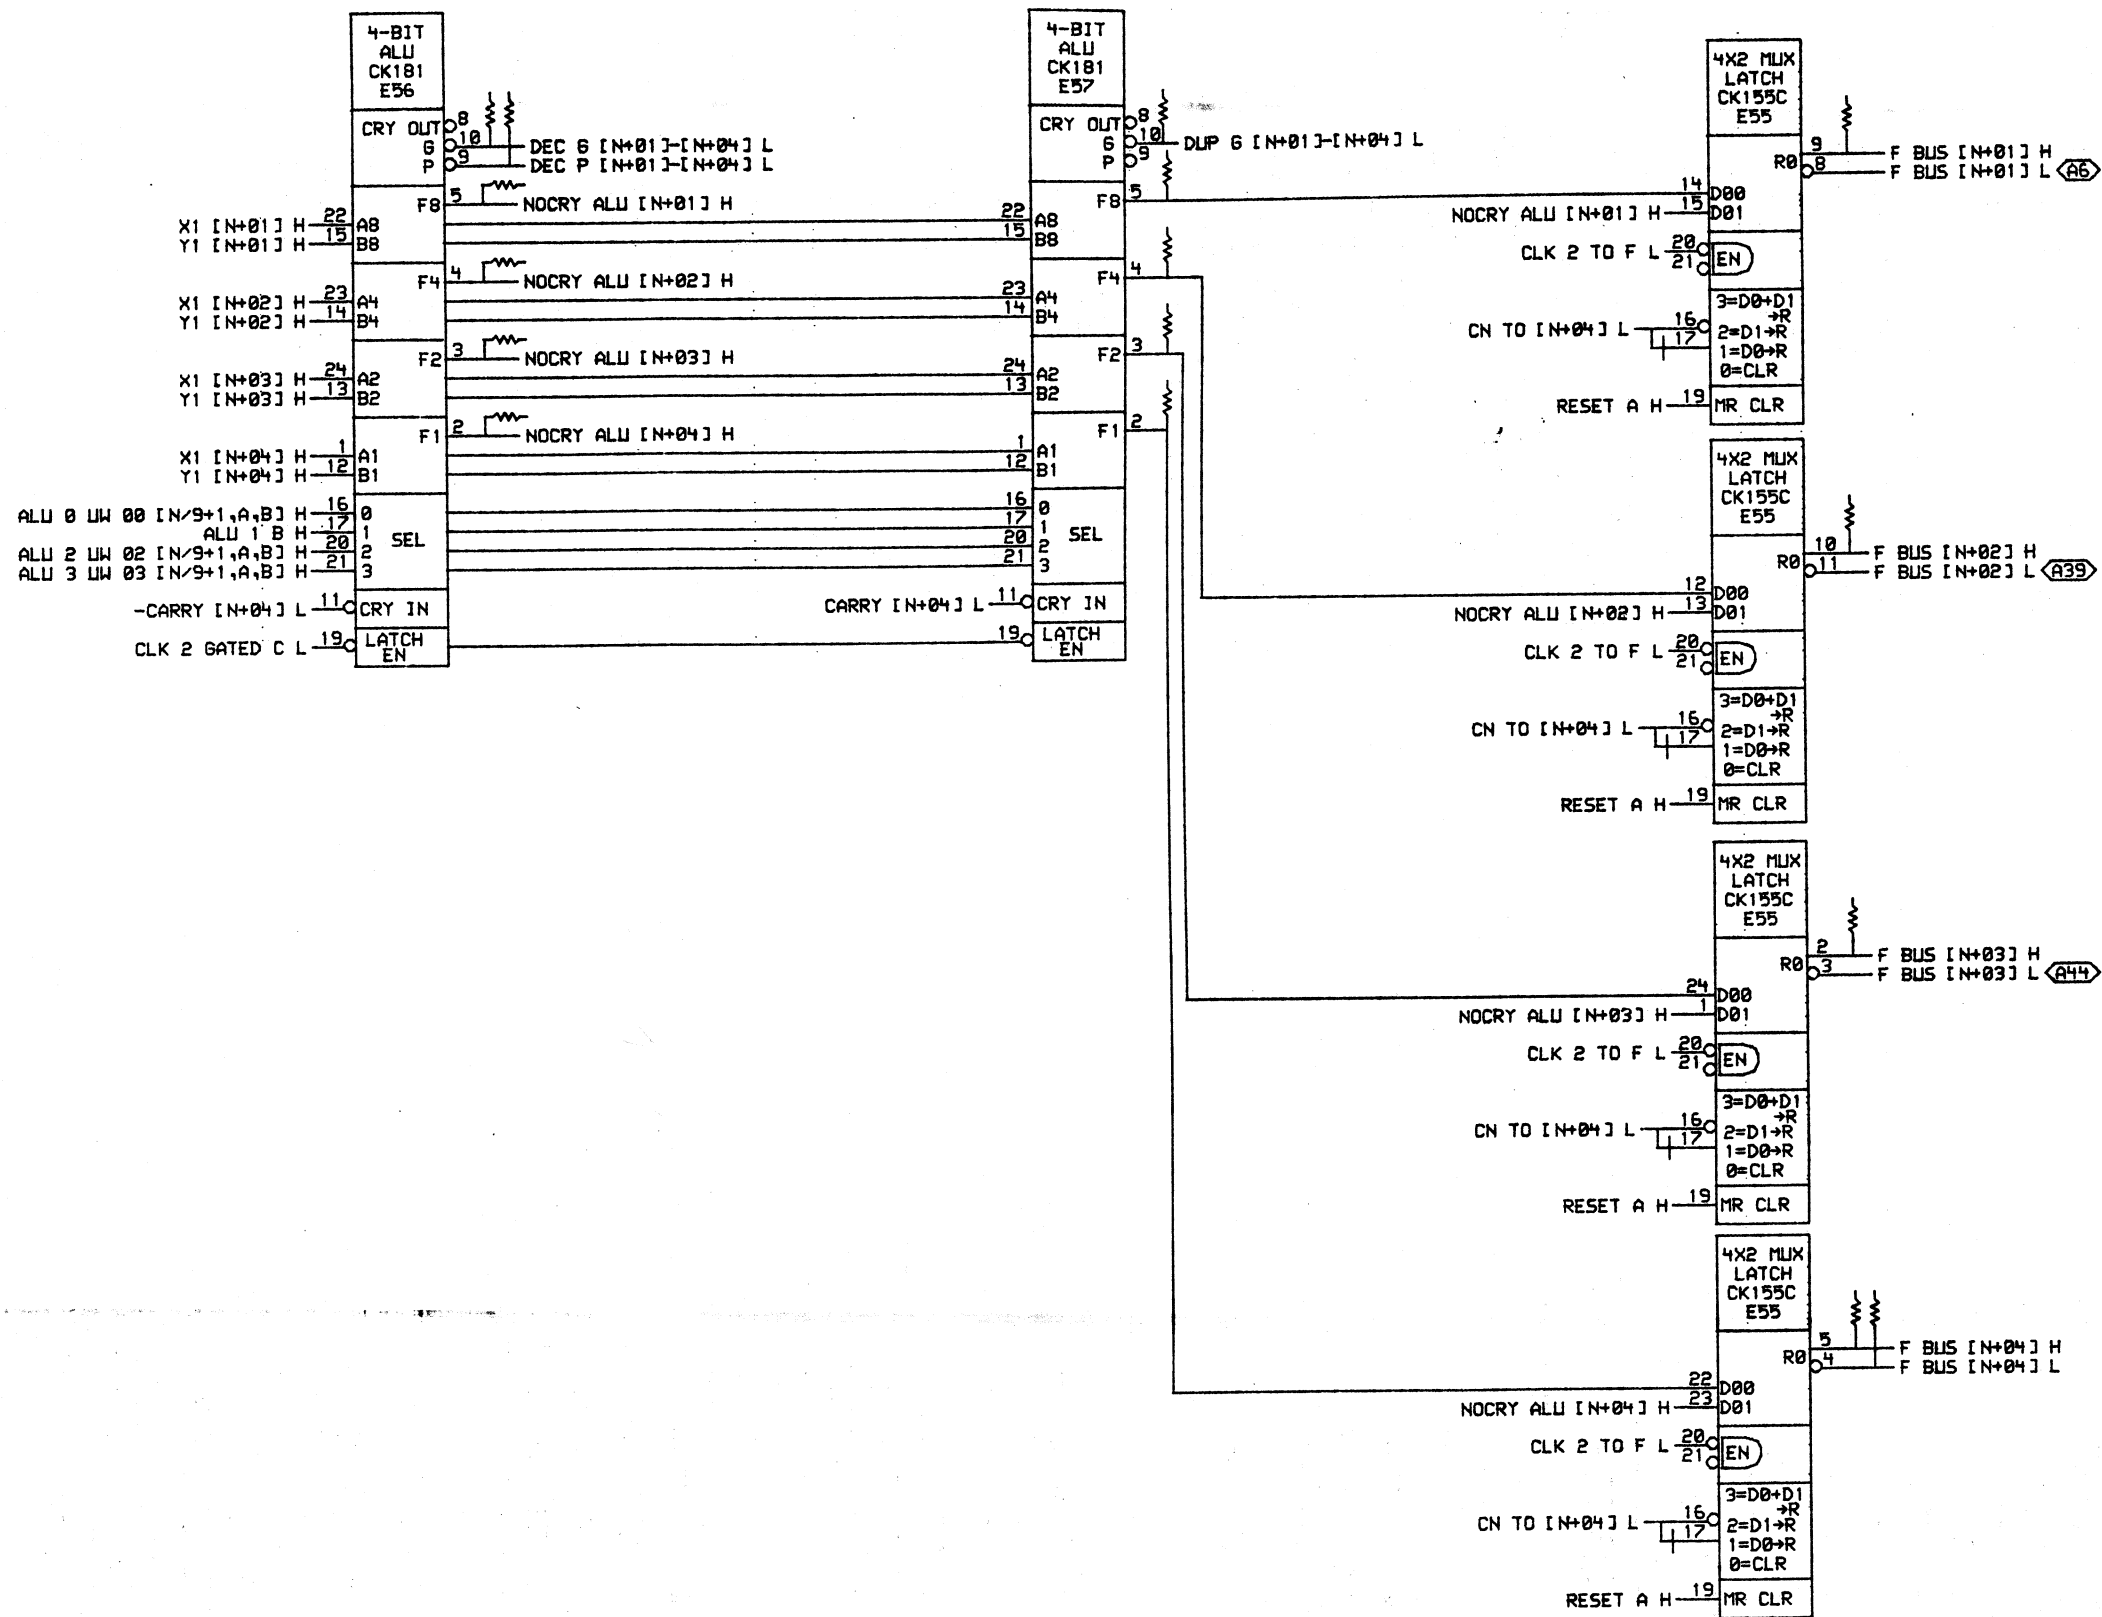 4-BIT
ALU
CK181
E56
CRY OUT 8
G 10 DEC G [N+01]-[N+04] L
P 9 DEC P [N+01]-[N+04] L
F8 5 NOCRY ALU [N+01] H
X1 [N+01] H 22 A8
Y1 [N+01] H 15 B8
F4 4 NOCRY ALU [N+02] H
X1 [N+02] H 23 A4
Y1 [N+02] H 14 B4
F2 3 NOCRY ALU [N+03] H
X1 [N+03] H 24 A2
Y1 [N+03] H 13 B2
F1 2 NOCRY ALU [N+04] H
X1 [N+04] H 1 A1
Y1 [N+04] H 12 B1
ALU 0 UW 00 [N/9+1,A,B] H 16 0
ALU 1 B H 17 1 SEL
ALU 2 UW 02 [N/9+1,A,B] H 20 2
ALU 3 UW 03 [N/9+1,A,B] H 21 3
-CARRY [N+04] L 11 CRY IN
CLK 2 GATED C L 19 LATCH
EN
4-BIT
ALU
CK181
E57
CRY OUT 8
G 10 DUP G [N+01]-[N+04] L
P 9
F8 5
22 A8
15 B8
F4 4
23 A4
14 B4
F2 3
24 A2
13 B2
F1 2
1 A1
12 B1
16 0
17 1 SEL
20 2
21 3
CARRY [N+04] L 11 CRY IN
19 LATCH
EN
4X2 MUX
LATCH
CK155C
E55
R0 9 F BUS [N+01] H
8 F BUS [N+01] L A6
14 D00
NOCRY ALU [N+01] H 15 D01
CLK 2 TO F L 20
21 EN
3=D0+D1
→R
CN TO [N+04] L 16 2=D1→R
17 1=D0→R
0=CLR
RESET A H 19 MR CLR
4X2 MUX
LATCH
CK155C
E55
R0 10 F BUS [N+02] H
11 F BUS [N+02] L A39
12 D00
NOCRY ALU [N+02] H 13 D01
CLK 2 TO F L 20
21 EN
3=D0+D1
→R
CN TO [N+04] L 16 2=D1→R
17 1=D0→R
0=CLR
RESET A H 19 MR CLR
4X2 MUX
LATCH
CK155C
E55
R0 2 F BUS [N+03] H
3 F BUS [N+03] L A44
24 D00
NOCRY ALU [N+03] H 1 D01
CLK 2 TO F L 20
21 EN
3=D0+D1
→R
CN TO [N+04] L 16 2=D1→R
17 1=D0→R
0=CLR
RESET A H 19 MR CLR
4X2 MUX
LATCH
CK155C
E55
R0 5 F BUS [N+04] H
4 F BUS [N+04] L
22 D00
NOCRY ALU [N+04] H 23 D01
CLK 2 TO F L 20
21 EN
3=D0+D1
→R
CN TO [N+04] L 16 2=D1→R
17 1=D0→R
0=CLR
RESET A H 19 MR CLR